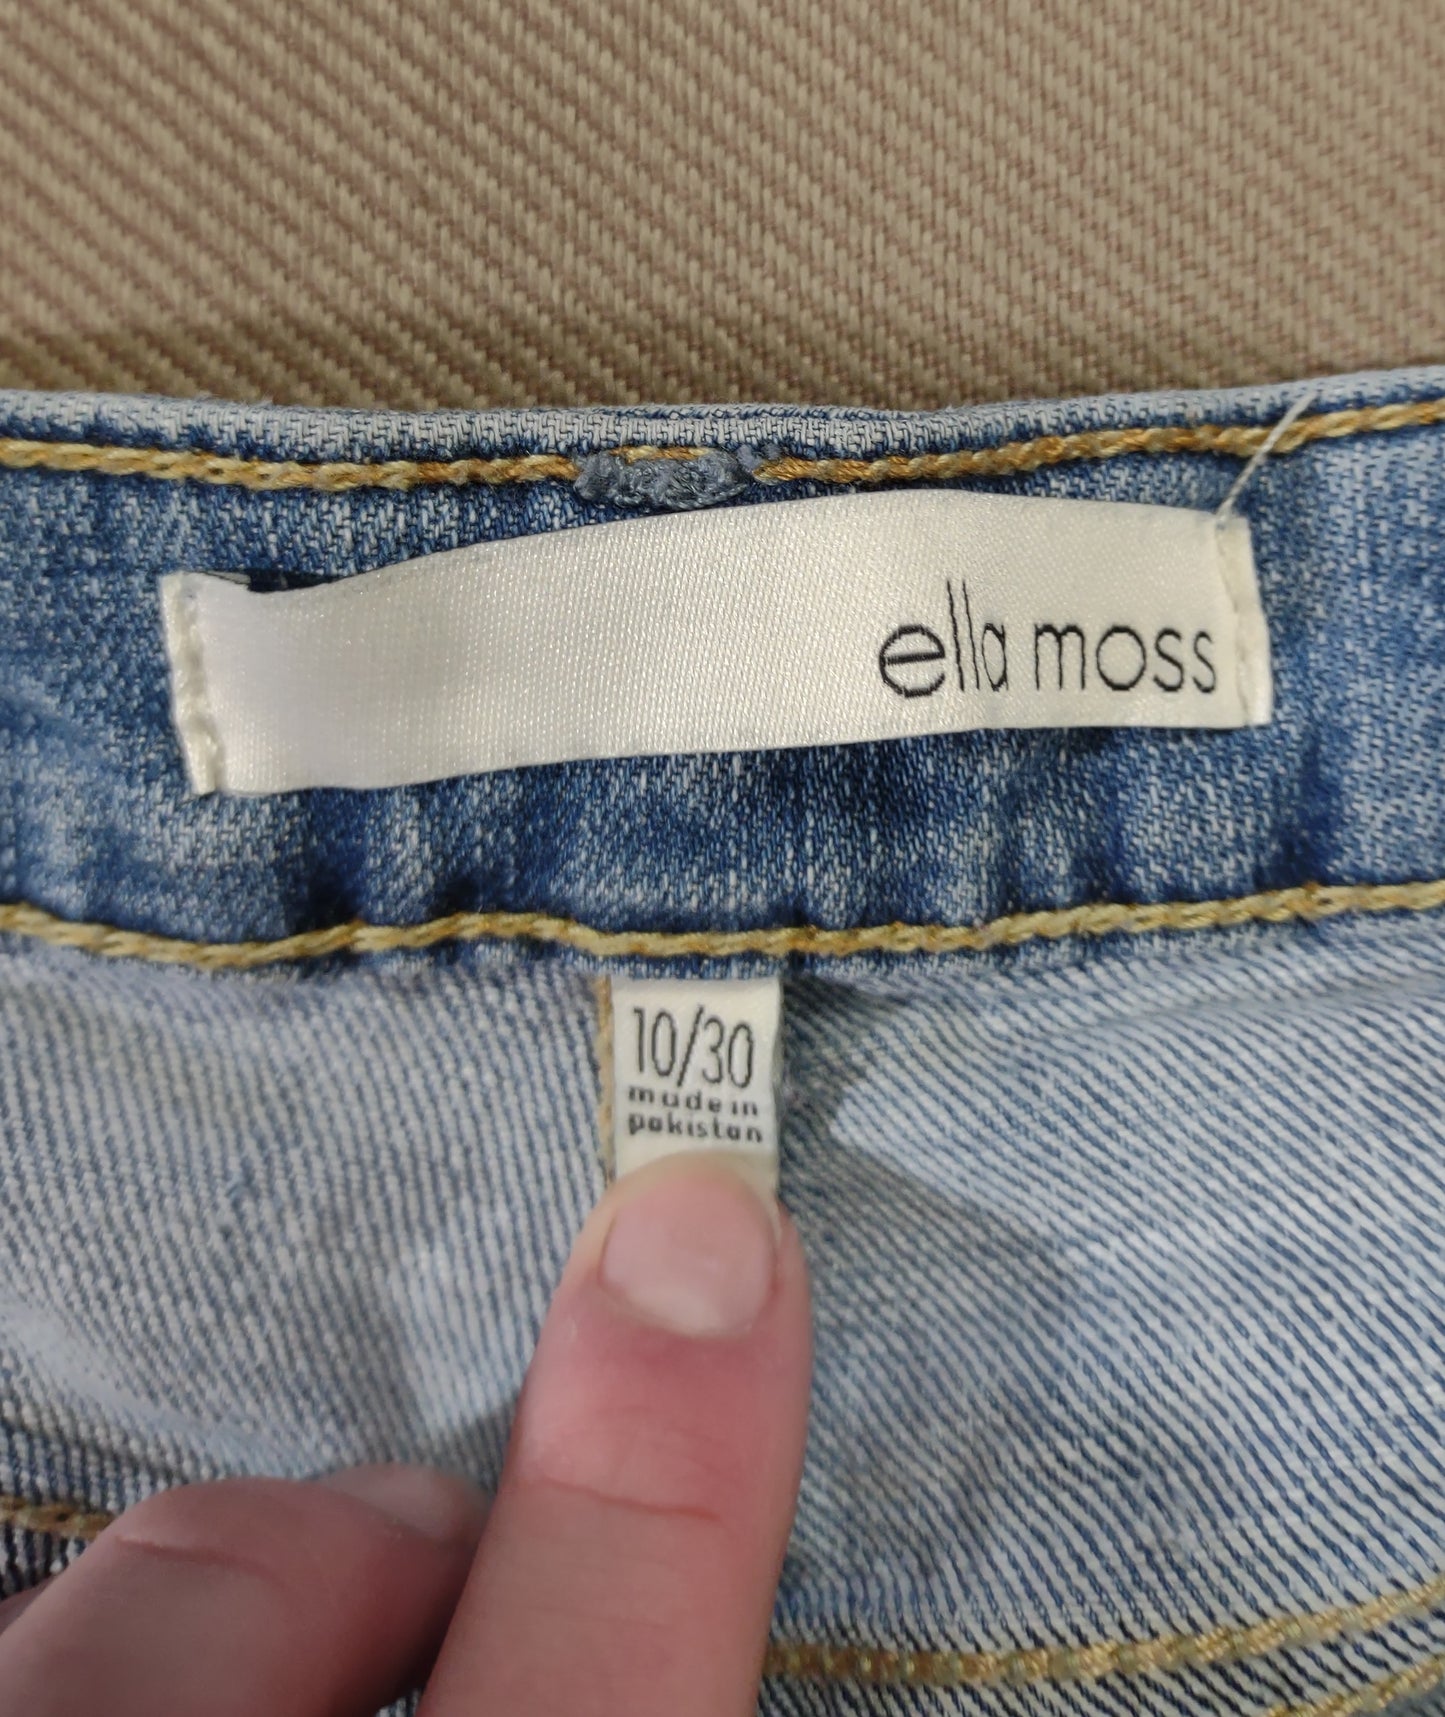 ella moss
10/30
made in
pakistan